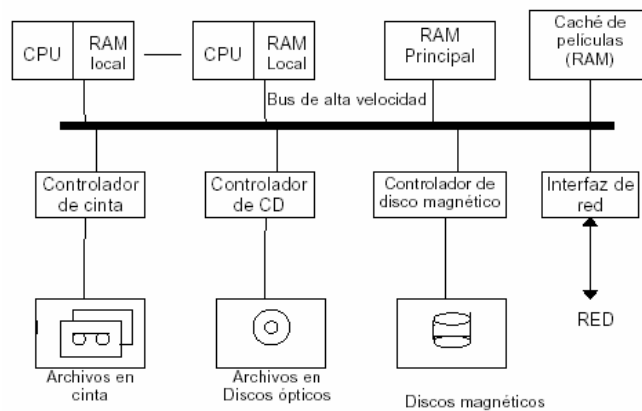 CPU
RAM
local
CPU
RAM
Local
RAM
Principal
Caché de
películas
(RAM)
Bus de alta velocidad
Controlador
de cinta
Controlador
de CD
Controlador de
disco magnético
Interfaz de
red
RED
Archivos en
cinta
Archivos en
Discos ópticos
Discos magnéticos